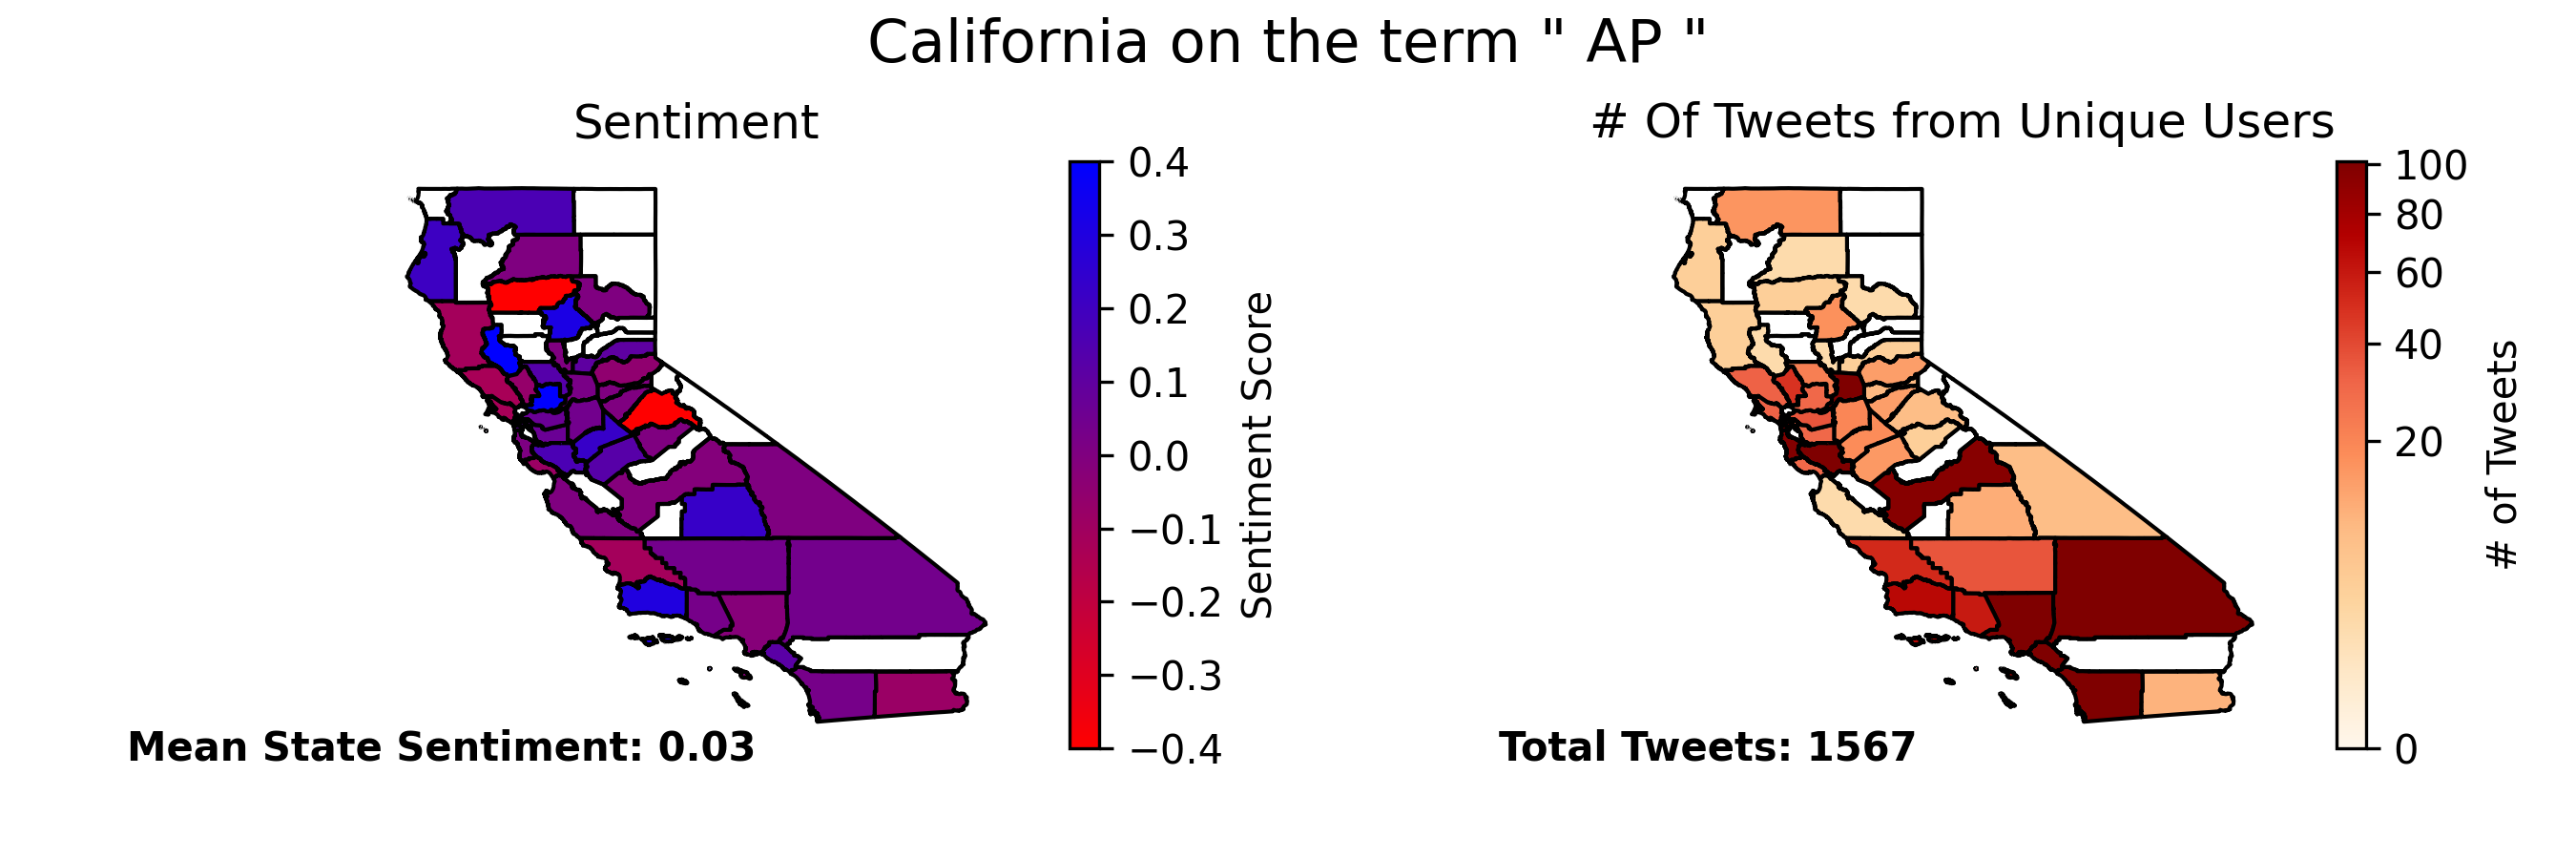 California on the term " AP "
Sentiment
0.4
0.3
0.2
0.1
0.0
−0.1
−0.2
−0.3
−0.4
Sentiment Score
Mean State Sentiment: 0.03
# Of Tweets from Unique Users
100
80
60
40
20
0
# of Tweets
Total Tweets: 1567